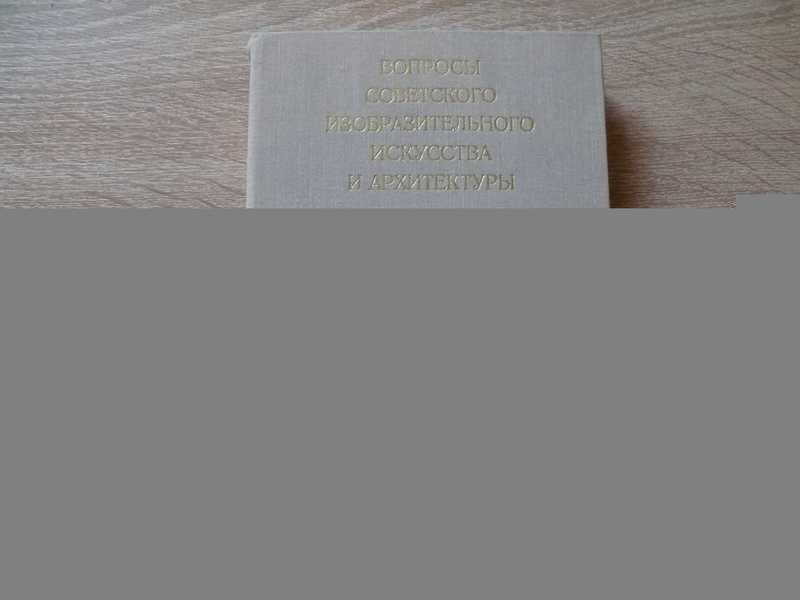 ВОПРОСЫ
СОВЕТСКОГО
ИЗОБРАЗИТЕЛЬНОГО
ИСКУССТВА
И АРХИТЕКТУРЫ